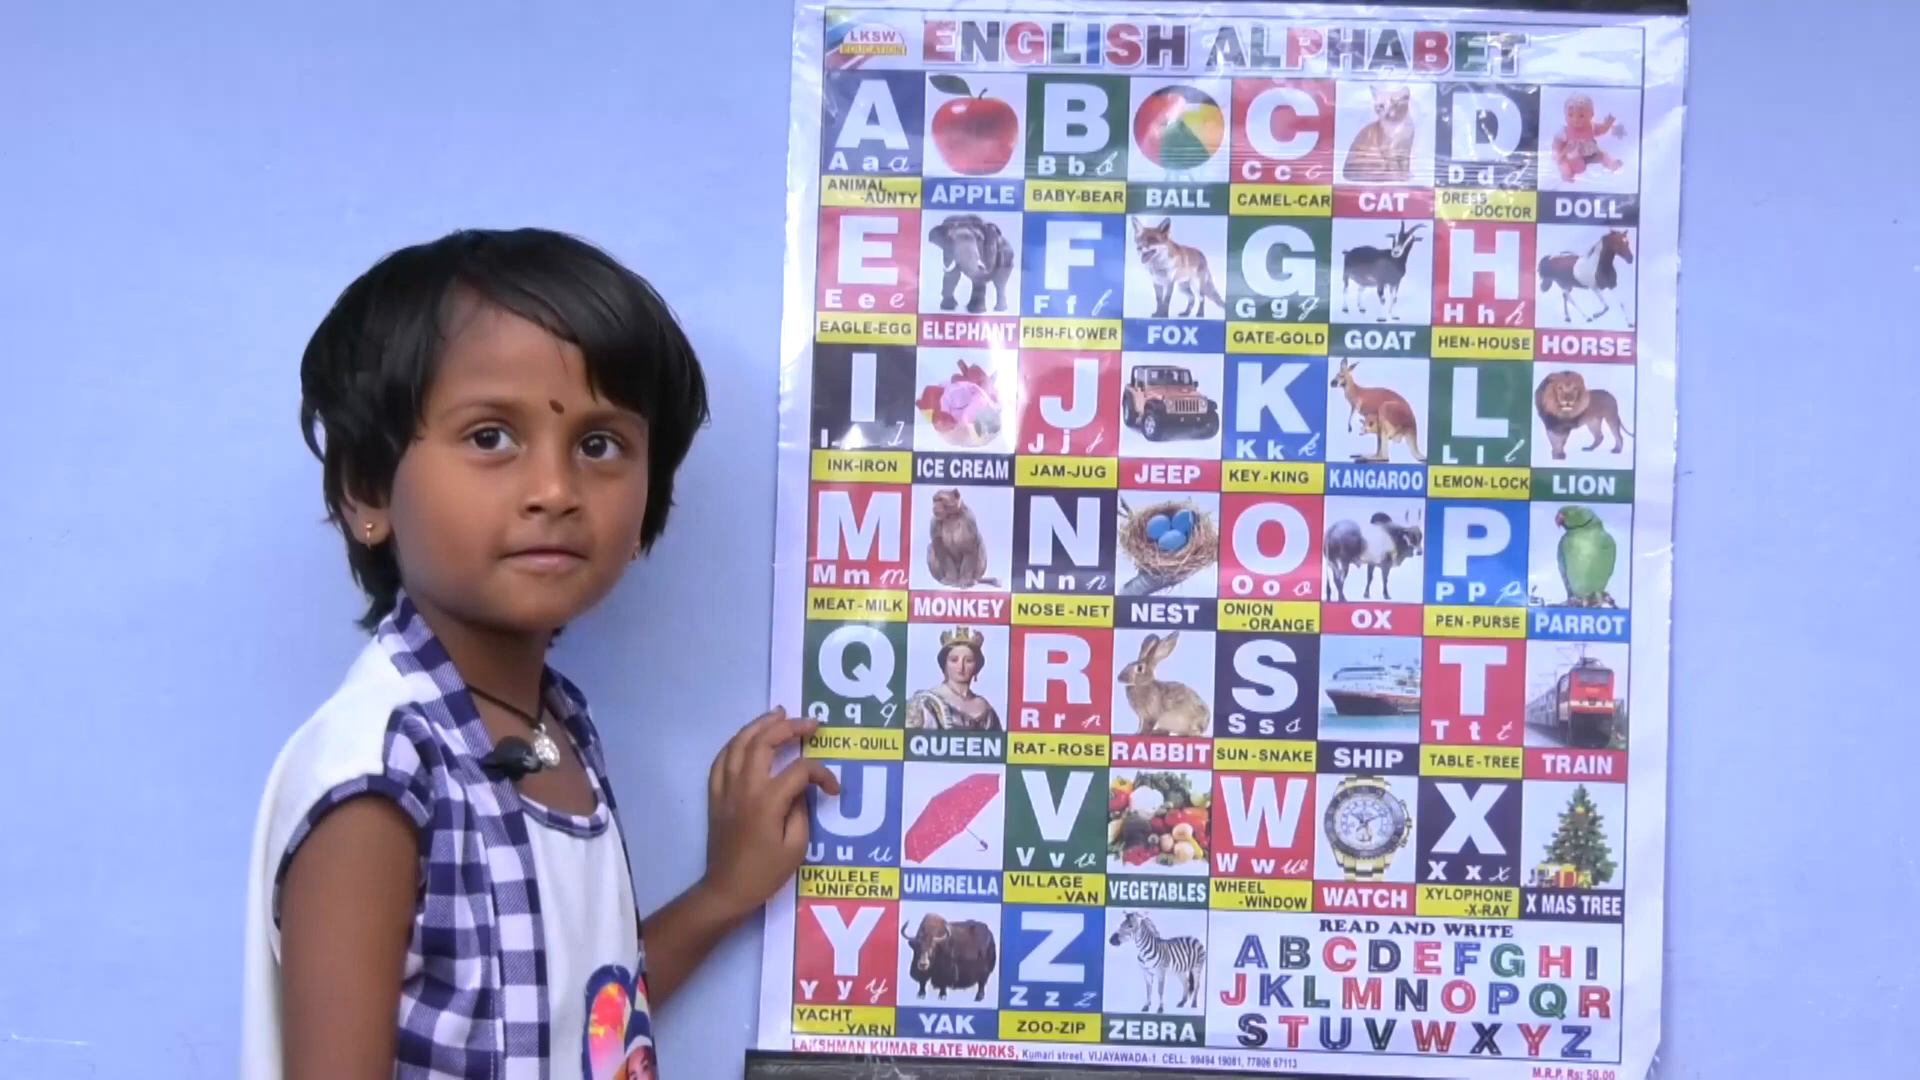 LKSW
EDUCATION
ENGLISH ALPHABET
A B C D
A a a B b b C c c D d d
ANIMAL-AUNTY APPLE BABY-BEAR BALL CAMEL-CAR CAT DRESS-DOCTOR DOLL
E F G H
E e e F f f G g g H h h
EAGLE-EGG ELEPHANT FISH-FLOWER FOX GATE-GOLD GOAT HEN-HOUSE HORSE
I J K L
I J j j K k k L l l
INK-IRON ICE CREAM JAM-JUG JEEP KEY-KING KANGAROO LEMON-LOCK LION
M N O P
M m m N n n O o o P p p
MEAT-MILK MONKEY NOSE-NET NEST ONION-ORANGE OX PEN-PURSE PARROT
Q R S T
Q q q R r r S s s T t t
QUICK-QUILL QUEEN RAT-ROSE RABBIT SUN-SNAKE SHIP TABLE-TREE TRAIN
U V W X
U u u V v v W w w X x x
UKULELE-UNIFORM UMBRELLA VILLAGE-VAN VEGETABLES WHEEL-WINDOW WATCH XYLOPHONE-X-RAY X MAS TREE
Y Z
Y y y Z z z
YACHT-YARN YAK ZOO-ZIP ZEBRA
READ AND WRITE
A B C D E F G H I
J K L M N O P Q R
S T U V W X Y Z
LAKSHMAN KUMAR SLATE WORKS, Kumari street, VIJAYAWADA-1. CELL: 99494 19081, 77806 67113
M.R.P. Rs: 50.00